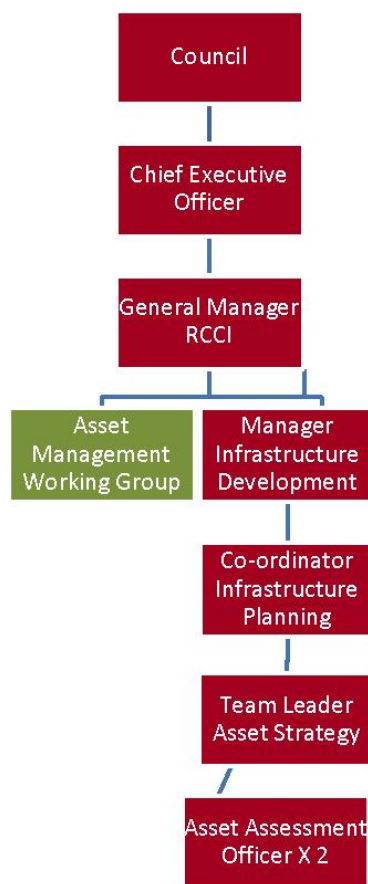 Council
Chief Executive
Officer
General Manager
RCCI
Asset
Management
Working Group
Manager
Infrastructure
Development
Co-ordinator
Infrastructure
Planning
Team Leader
Asset Strategy
Asset Assessment
Officer X 2